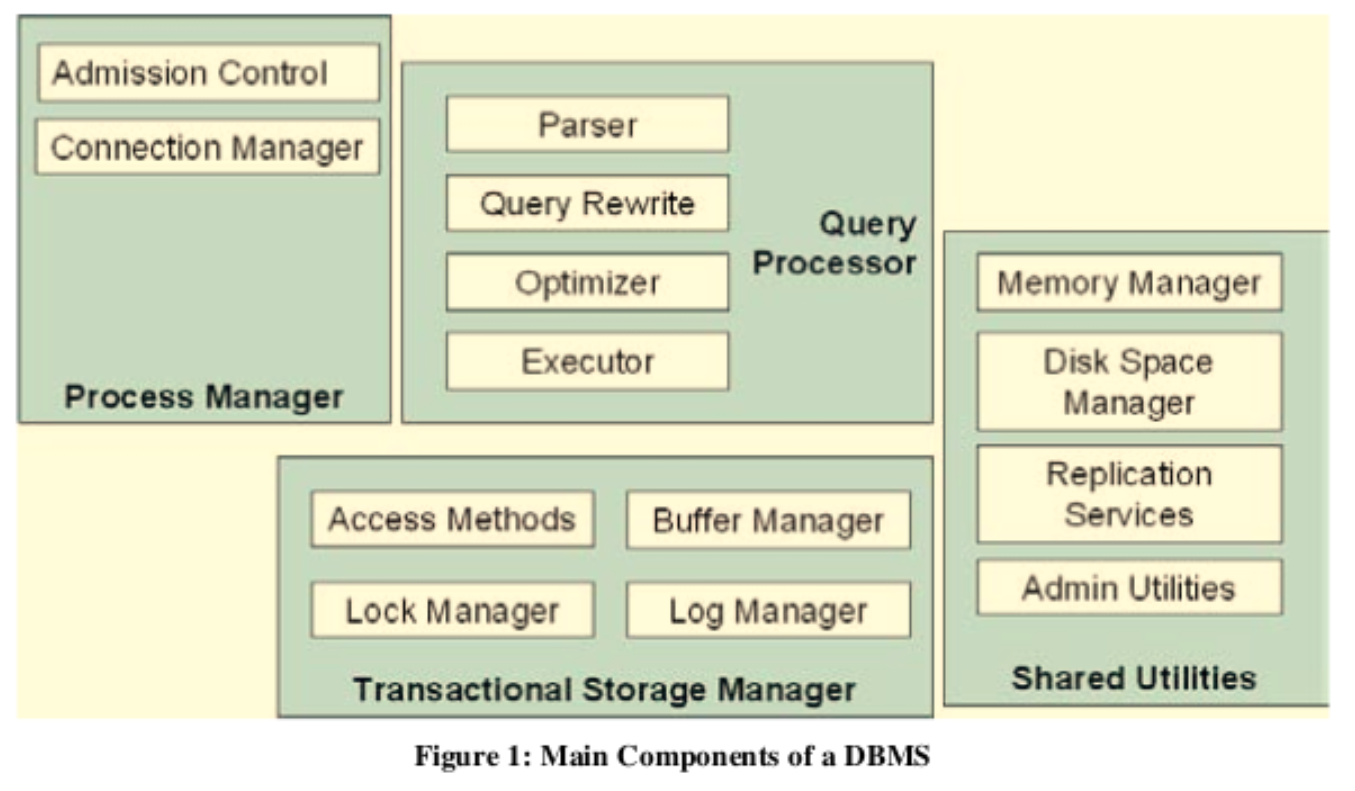 Admission Control
Connection Manager
Process Manager
Parser
Query Rewrite
Optimizer
Executor
Query
Processor
Memory Manager
Disk Space
Manager
Replication
Services
Admin Utilities
Shared Utilities
Access Methods
Buffer Manager
Lock Manager
Log Manager
Transactional Storage Manager
Figure 1: Main Components of a DBMS